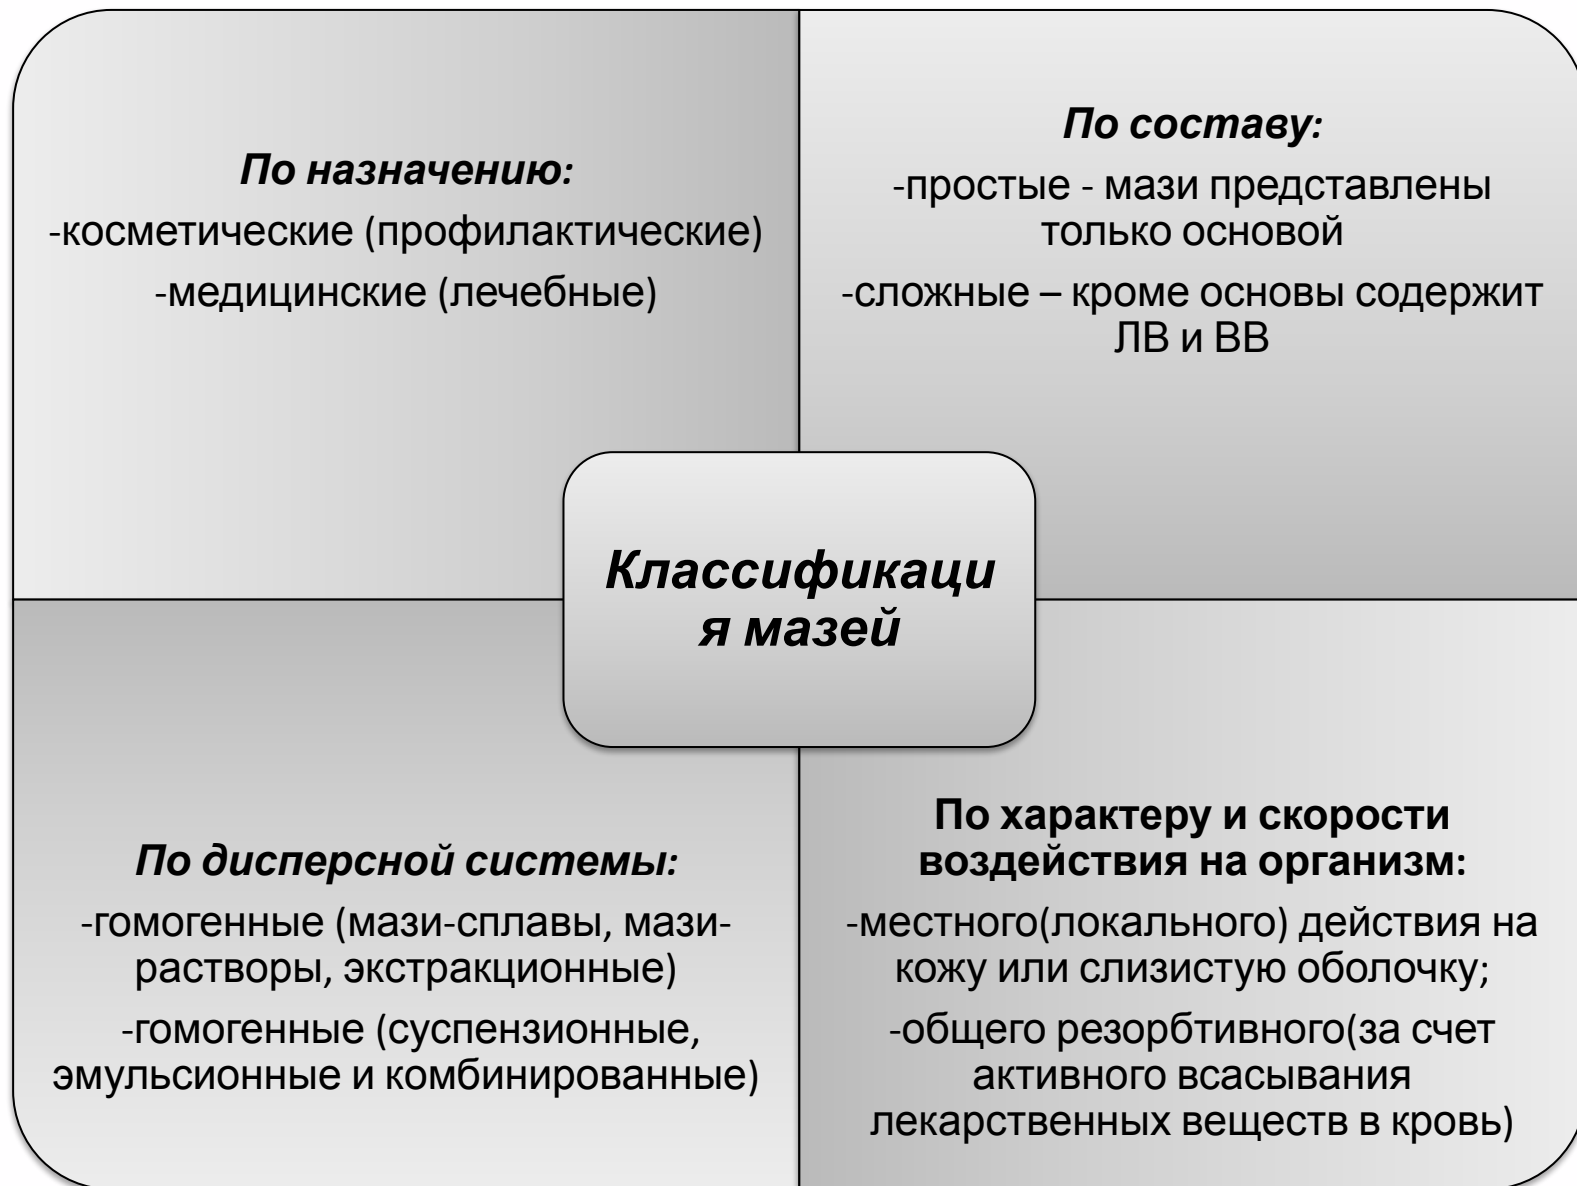 По назначению:
-косметические (профилактические)
-медицинские (лечебные)
По составу:
-простые - мази представлены
только основой
-сложные – кроме основы содержит
ЛВ и ВВ
Классификаци
я мазей
По дисперсной системы:
-гомогенные (мази-сплавы, мази-
растворы, экстракционные)
-гомогенные (суспензионные,
эмульсионные и комбинированные)
По характеру и скорости
воздействия на организм:
-местного(локального) действия на
кожу или слизистую оболочку;
-общего резорбтивного(за счет
активного всасывания
лекарственных веществ в кровь)